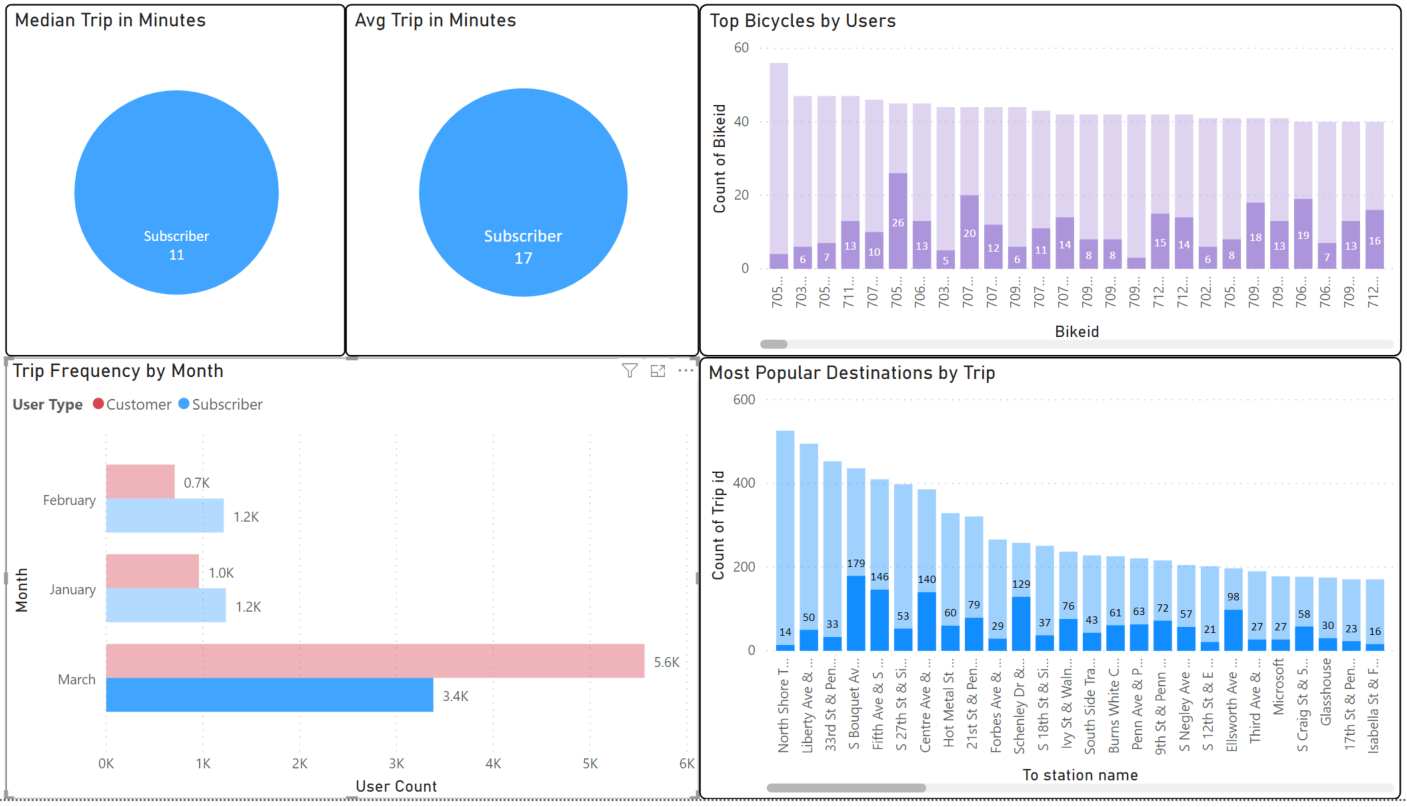 Median Trip in Minutes
Subscriber
11
Avg Trip in Minutes
Subscriber
17
Top Bicycles by Users
Count of Bikeid
60
40
20
0
6
7
13
10
26
13
5
20
12
6
11
14
8
8
15
14
6
8
18
13
19
7
13
16
705...
703...
705...
711...
707...
705...
706...
703...
707...
707...
709...
707...
707...
709...
709...
709...
712...
712...
702...
705...
709...
709...
706...
706...
709...
712...
Bikeid
Trip Frequency by Month
User Type Customer Subscriber
Month
February
0.7K
1.2K
January
1.0K
1.2K
March
5.6K
3.4K
0K 1K 2K 3K 4K 5K 6K
User Count
Most Popular Destinations by Trip
Count of Trip id
600
400
200
0
14
50
33
179
146
53
140
60
79
29
129
37
76
43
61
63
72
57
21
98
27
27
58
30
23
16
North Shore T...
Liberty Ave & ...
33rd St & Pen...
S Bouquet Av...
Fifth Ave & S ...
S 27th St & Si...
Centre Ave & ...
Hot Metal St ...
21st St & Pen...
Forbes Ave & ...
Schenley Dr &...
S 18th St & Si...
Ivy St & Waln...
South Side Tra...
Burns White C...
Penn Ave & P...
9th St & Penn ...
S Negley Ave ...
S 12th St & E ...
Ellsworth Ave ...
Third Ave & ...
Microsoft
S Craig St & 5...
Glasshouse
17th St & Pen...
Isabella St & F...
To station name